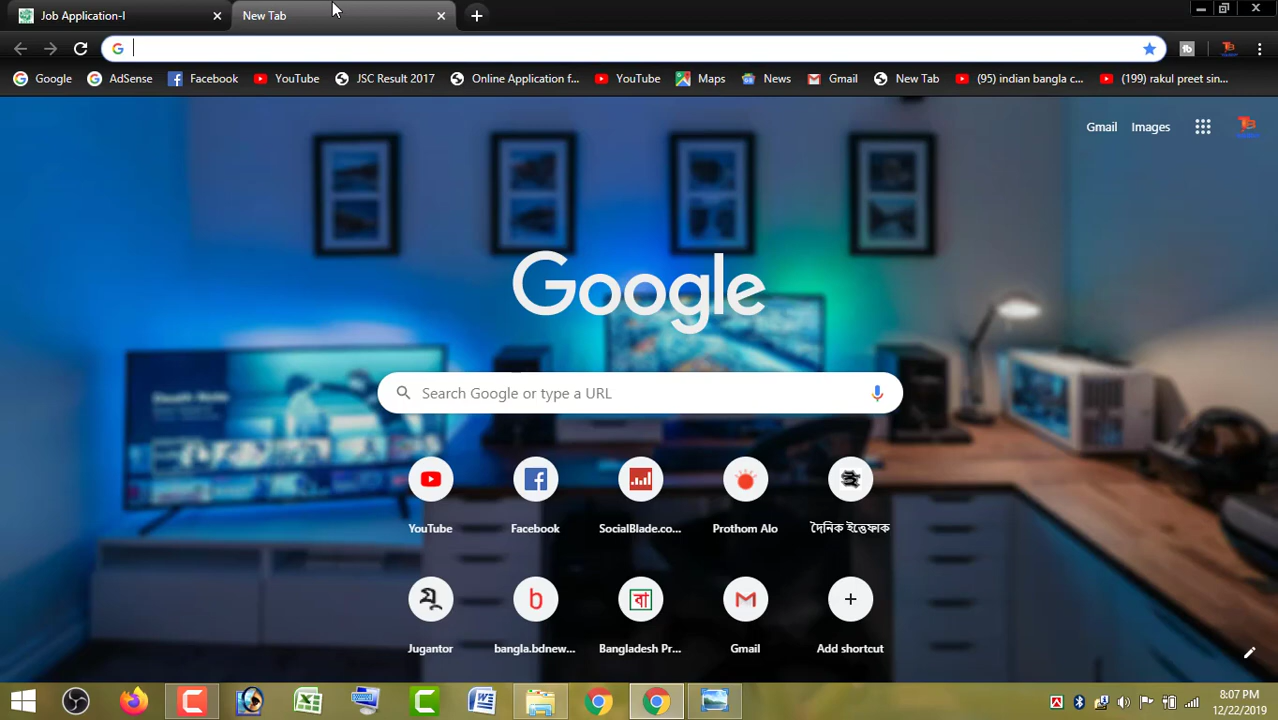 Job Application-I
New Tab
Google
AdSense
Facebook
YouTube
JSC Result 2017
Online Application f...
YouTube
Maps
News
Gmail
New Tab
(95) indian bangla c...
(199) rakul preet sin...
Gmail
Images
Google
Search Google or type a URL
YouTube
Facebook
SocialBlade.co...
Prothom Alo
দৈনিক ইত্তেফাক
Jugantor
bangla.bdnew...
Bangladesh Pr...
Gmail
Add shortcut
8:07 PM
12/22/2019